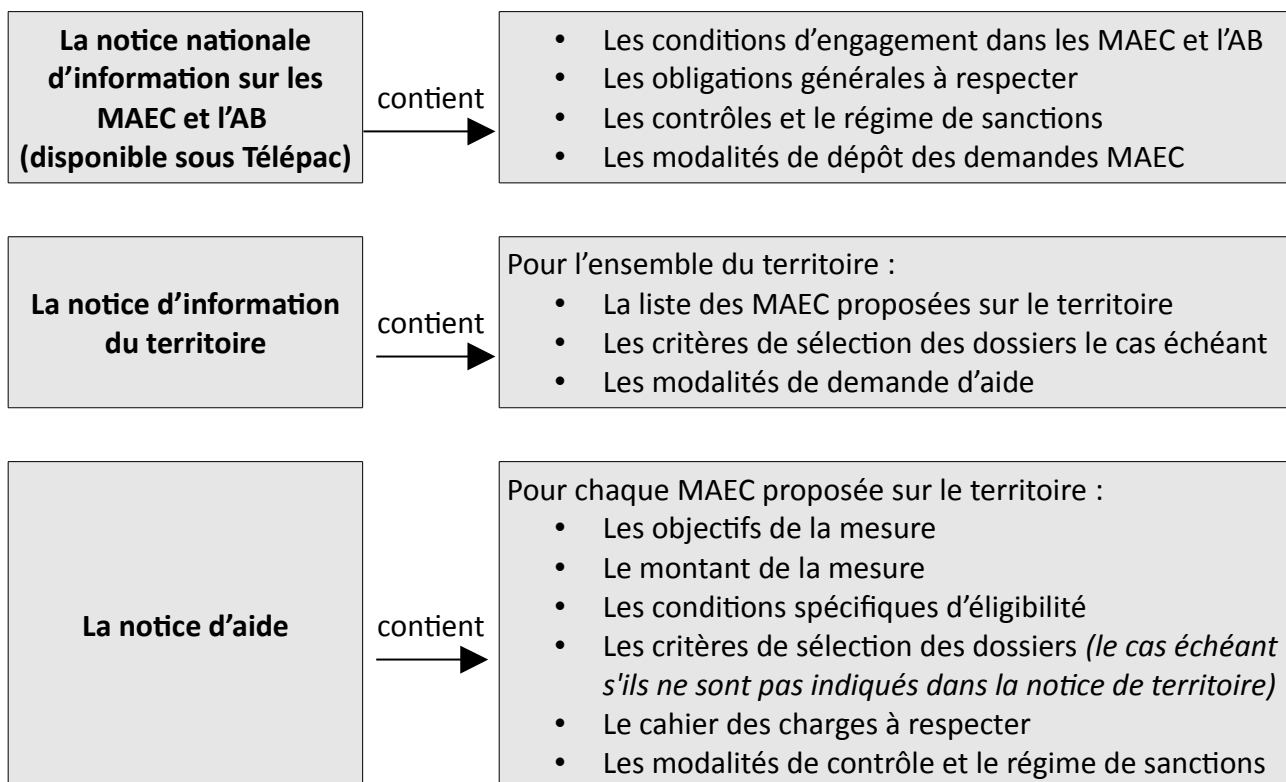 La notice nationale
d’information sur les
MAEC et l’AB
(disponible sous Télépac)
contient
• Les conditions d’engagement dans les MAEC et l’AB
• Les obligations générales à respecter
• Les contrôles et le régime de sanctions
• Les modalités de dépôt des demandes MAEC
La notice d’information
du territoire
contient
Pour l’ensemble du territoire :
• La liste des MAEC proposées sur le territoire
• Les critères de sélection des dossiers le cas échéant
• Les modalités de demande d’aide
La notice d’aide
contient
Pour chaque MAEC proposée sur le territoire :
• Les objectifs de la mesure
• Le montant de la mesure
• Les conditions spécifiques d’éligibilité
• Les critères de sélection des dossiers (le cas échéant
s'ils ne sont pas indiqués dans la notice de territoire)
• Le cahier des charges à respecter
• Les modalités de contrôle et le régime de sanctions